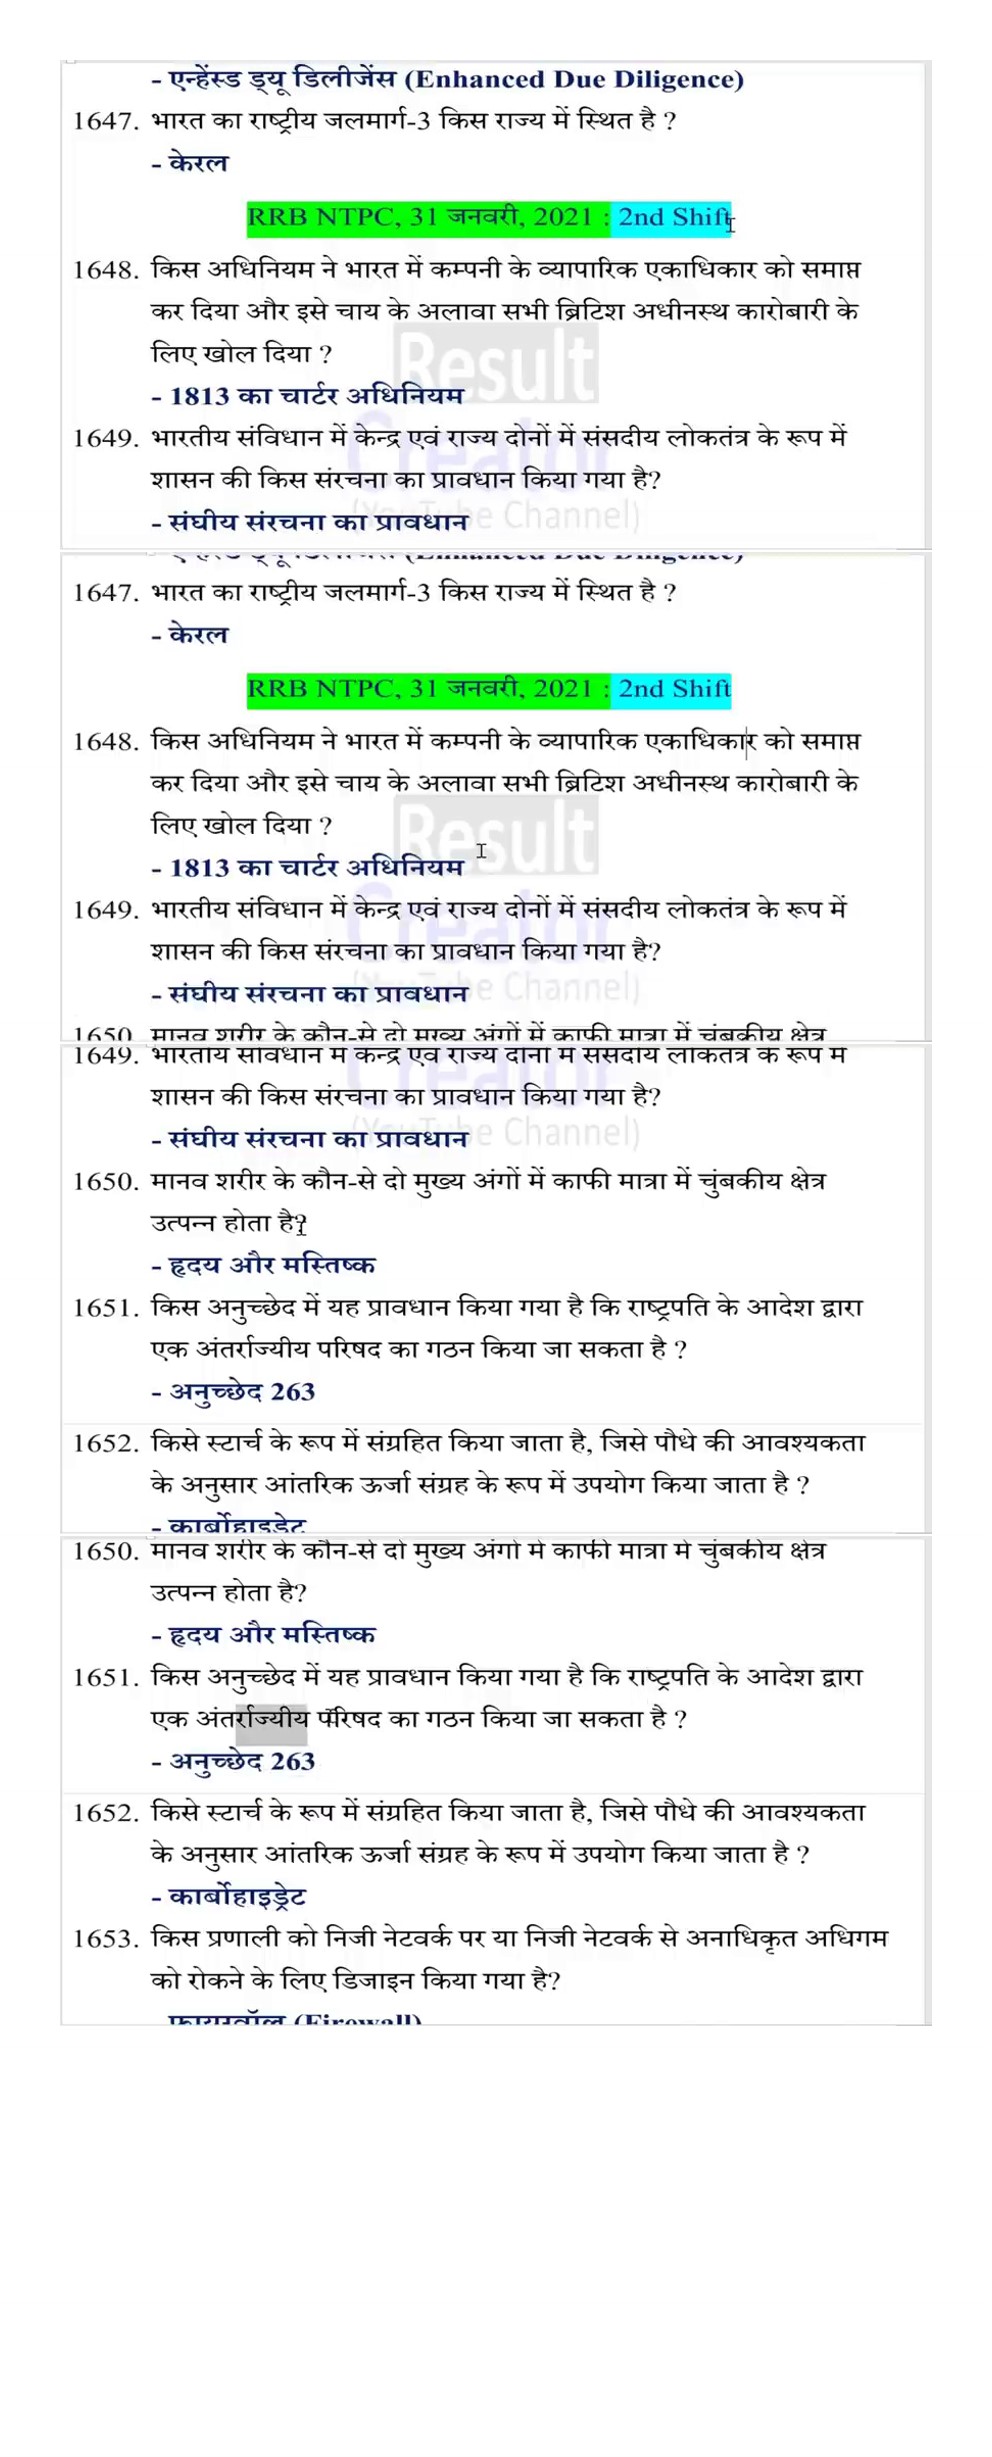 - एन्हेंस्ड ड्यू डिलीजेंस (Enhanced Due Diligence)
1647. भारत का राष्ट्रीय जलमार्ग-3 किस राज्य में स्थित है ?
- केरल
RRB NTPC, 31 जनवरी, 2021 : 2nd Shift
1648. किस अधिनियम ने भारत में कम्पनी के व्यापारिक एकाधिकार को समाप्त
कर दिया और इसे चाय के अलावा सभी ब्रिटिश अधीनस्थ कारोबारी के
लिए खोल दिया ?
Result
- 1813 का चार्टर अधिनियम
Creator
1649. भारतीय संविधान में केन्द्र एवं राज्य दोनों में संसदीय लोकतंत्र के रूप में
शासन की किस संरचना का प्रावधान किया गया है?
- संघीय संरचना का प्रावधान
(YouTube Channel)
- एन्हेंस्ड ड्यू डिलीजेंस (Enhanced Due Diligence)
1647. भारत का राष्ट्रीय जलमार्ग-3 किस राज्य में स्थित है ?
- केरल
RRB NTPC, 31 जनवरी, 2021 : 2nd Shift
1648. किस अधिनियम ने भारत में कम्पनी के व्यापारिक एकाधिकार को समाप्त
कर दिया और इसे चाय के अलावा सभी ब्रिटिश अधीनस्थ कारोबारी के
लिए खोल दिया ?
Result
- 1813 का चार्टर अधिनियम
Creator
1649. भारतीय संविधान में केन्द्र एवं राज्य दोनों में संसदीय लोकतंत्र के रूप में
शासन की किस संरचना का प्रावधान किया गया है?
- संघीय संरचना का प्रावधान
(YouTube Channel)
1650. मानव शरीर के कौन-से दो मुख्य अंगों में काफी मात्रा में चुंबकीय क्षेत्र
1649. भारतीय संविधान में केन्द्र एवं राज्य दोनों में संसदीय लोकतंत्र के रूप में
Creator
शासन की किस संरचना का प्रावधान किया गया है?
- संघीय संरचना का प्रावधान
(YouTube Channel)
1650. मानव शरीर के कौन-से दो मुख्य अंगों में काफी मात्रा में चुंबकीय क्षेत्र
उत्पन्न होता है?
- हृदय और मस्तिष्क
1651. किस अनुच्छेद में यह प्रावधान किया गया है कि राष्ट्रपति के आदेश द्वारा
एक अंतर्राज्यीय परिषद का गठन किया जा सकता है ?
- अनुच्छेद 263
1652. किसे स्टार्च के रूप में संग्रहित किया जाता है, जिसे पौधे की आवश्यकता
के अनुसार आंतरिक ऊर्जा संग्रह के रूप में उपयोग किया जाता है ?
- कार्बोहाइड्रेट
1650. मानव शरीर के कौन-से दो मुख्य अंगों में काफी मात्रा में चुंबकीय क्षेत्र
उत्पन्न होता है?
- हृदय और मस्तिष्क
1651. किस अनुच्छेद में यह प्रावधान किया गया है कि राष्ट्रपति के आदेश द्वारा
एक अंतर्राज्यीय परिषद का गठन किया जा सकता है ?
- अनुच्छेद 263
1652. किसे स्टार्च के रूप में संग्रहित किया जाता है, जिसे पौधे की आवश्यकता
के अनुसार आंतरिक ऊर्जा संग्रह के रूप में उपयोग किया जाता है ?
- कार्बोहाइड्रेट
1653. किस प्रणाली को निजी नेटवर्क पर या निजी नेटवर्क से अनाधिकृत अधिगम
को रोकने के लिए डिजाइन किया गया है?
फायरवॉल (Firewall)